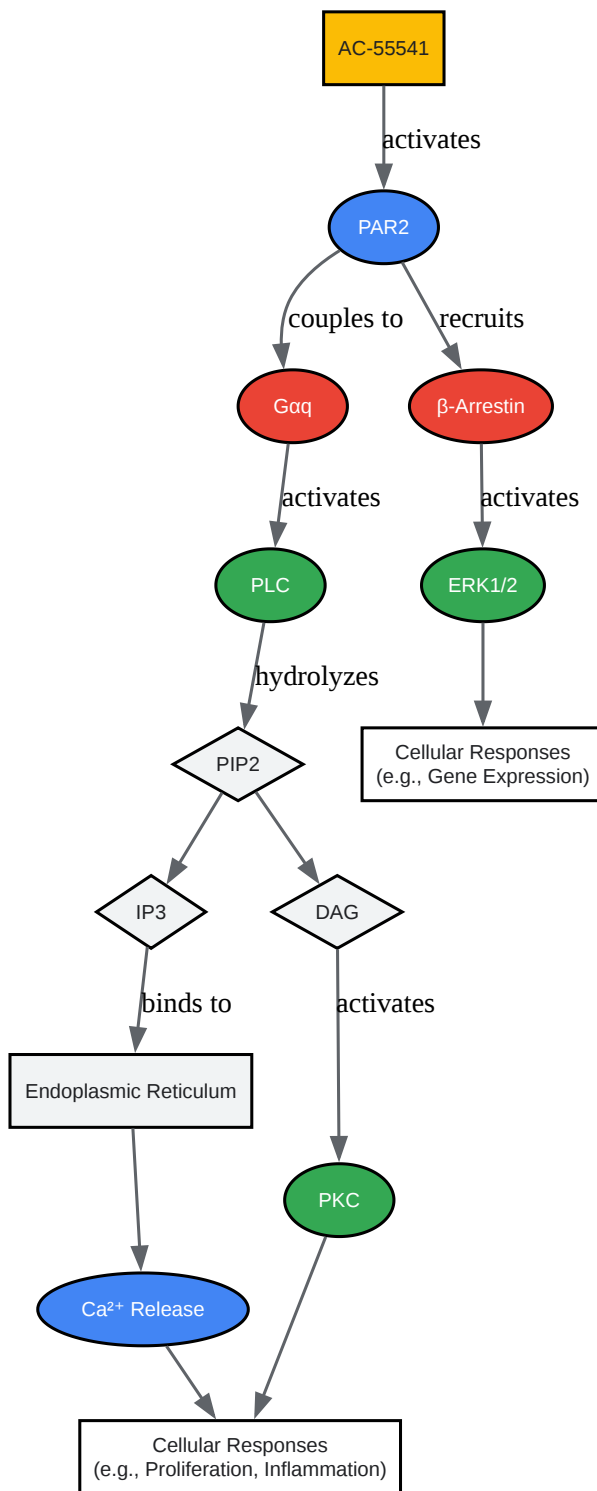 AC-55541
activates
PAR2
couples to
recruits
Gαq
β-Arrestin
activates
activates
PLC
ERK1/2
hydrolyzes
PIP2
Cellular Responses
(e.g., Gene Expression)
IP3
DAG
binds to
activates
Endoplasmic Reticulum
PKC
Ca²⁺ Release
Cellular Responses
(e.g., Proliferation, Inflammation)